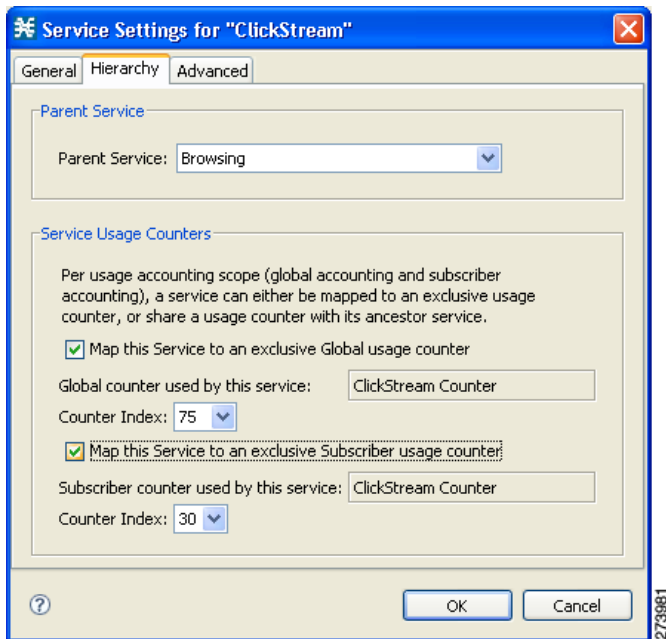 Service Settings for "ClickStream"
General Hierarchy Advanced
Parent Service
Parent Service: Browsing
Service Usage Counters
Per usage accounting scope (global accounting and subscriber
accounting), a service can either be mapped to an exclusive usage
counter, or share a usage counter with its ancestor service.
Map this Service to an exclusive Global usage counter
Global counter used by this service: ClickStream Counter
Counter Index: 75
Map this Service to an exclusive Subscriber usage counter
Subscriber counter used by this service: ClickStream Counter
Counter Index: 30
? OK Cancel
273981